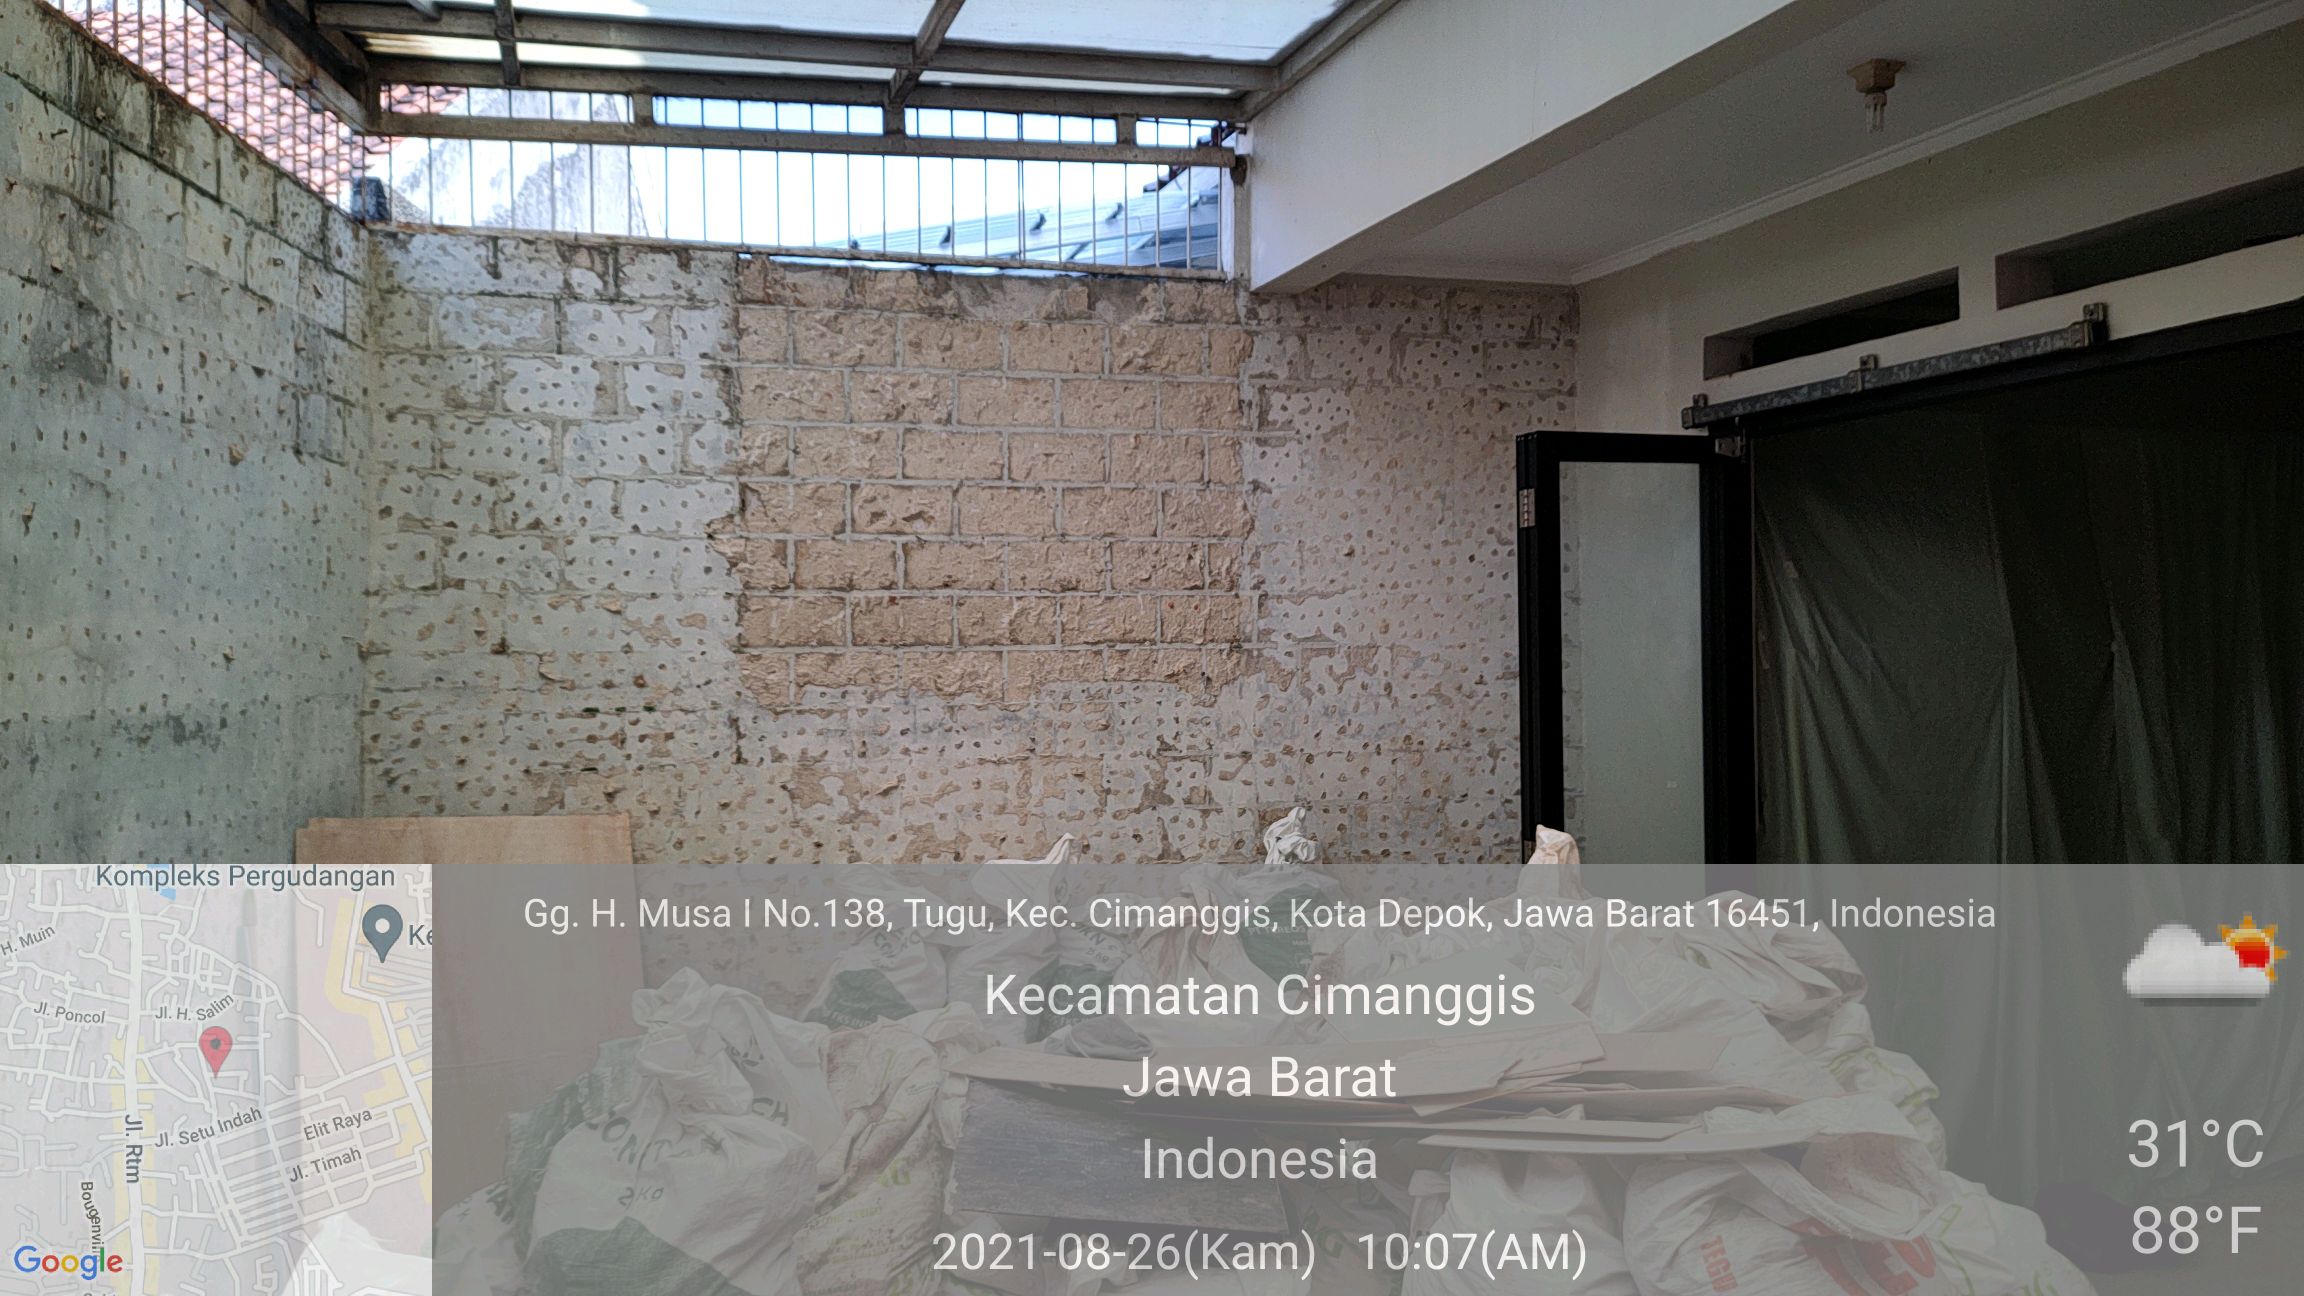 Kompleks Pergudangan
H. Muin
Jl. Poncol
Jl. H. Salim
Jl. Setu Indah
Elit Raya
Jl. Timah
Jl. Rtm
Google
Gg. H. Musa I No.138, Tugu, Kec. Cimanggis, Kota Depok, Jawa Barat 16451, Indonesia
Kecamatan Cimanggis
Jawa Barat
Indonesia
2021-08-26(Kam) 10:07(AM)
31°C
88°F
TEGU